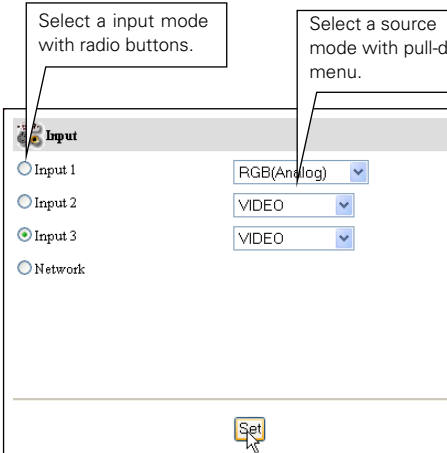 Select a input mode
with radio buttons.
Select a source
mode with pull-d
menu.
Input
Input 1 RGB(Analog)
Input 2 VIDEO
Input 3 VIDEO
Network
Set